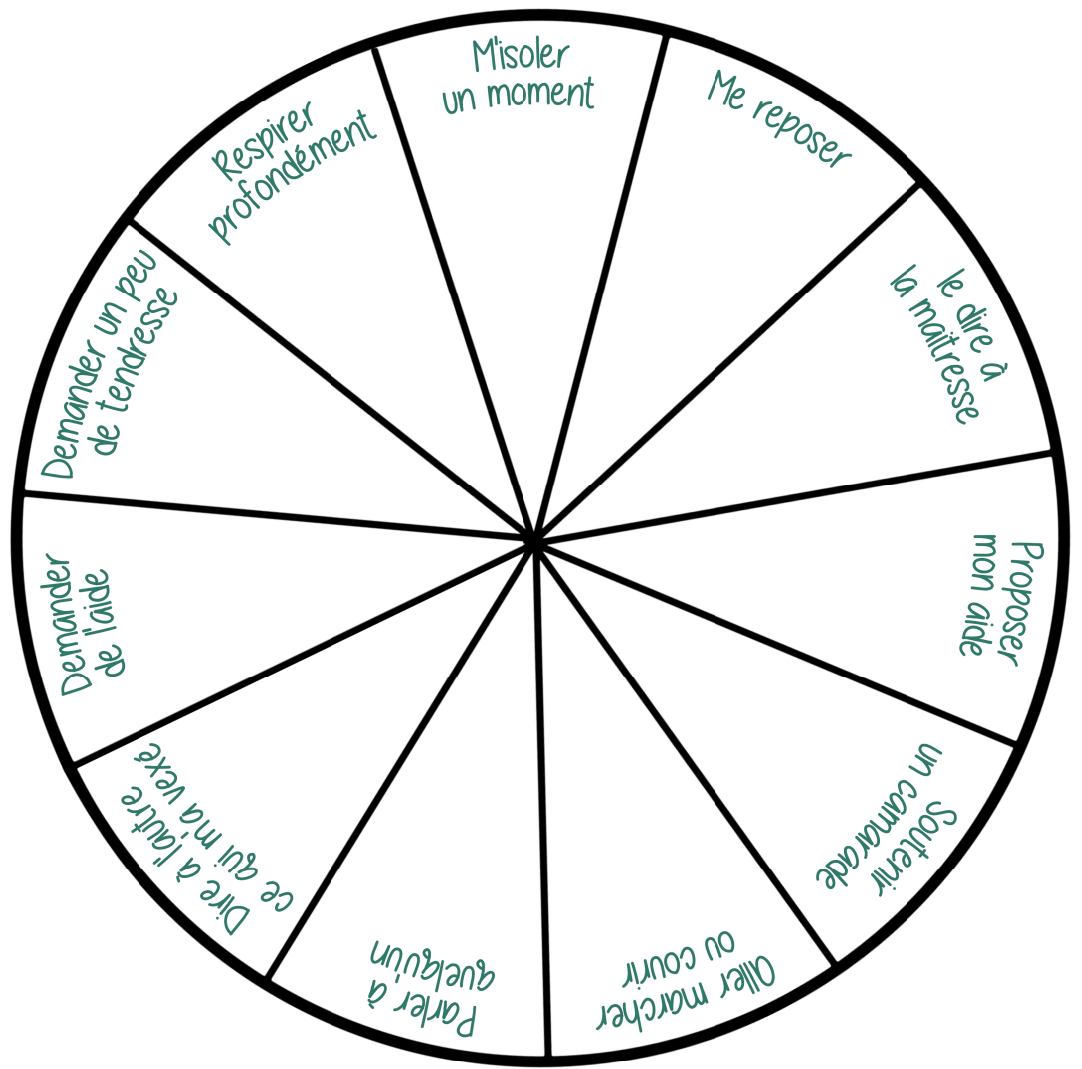 M'isoler
un moment
Me reposer
le dire à
la maitresse
Proposer
mon aide
Soutenir
un camarade
aller marcher
ou courir
Parler à
quelqu'un
Dire à l'autre
ce qui m'a vexé
Demander
de l'aide
Demander un peu
de tendresse
Respirer
profondément